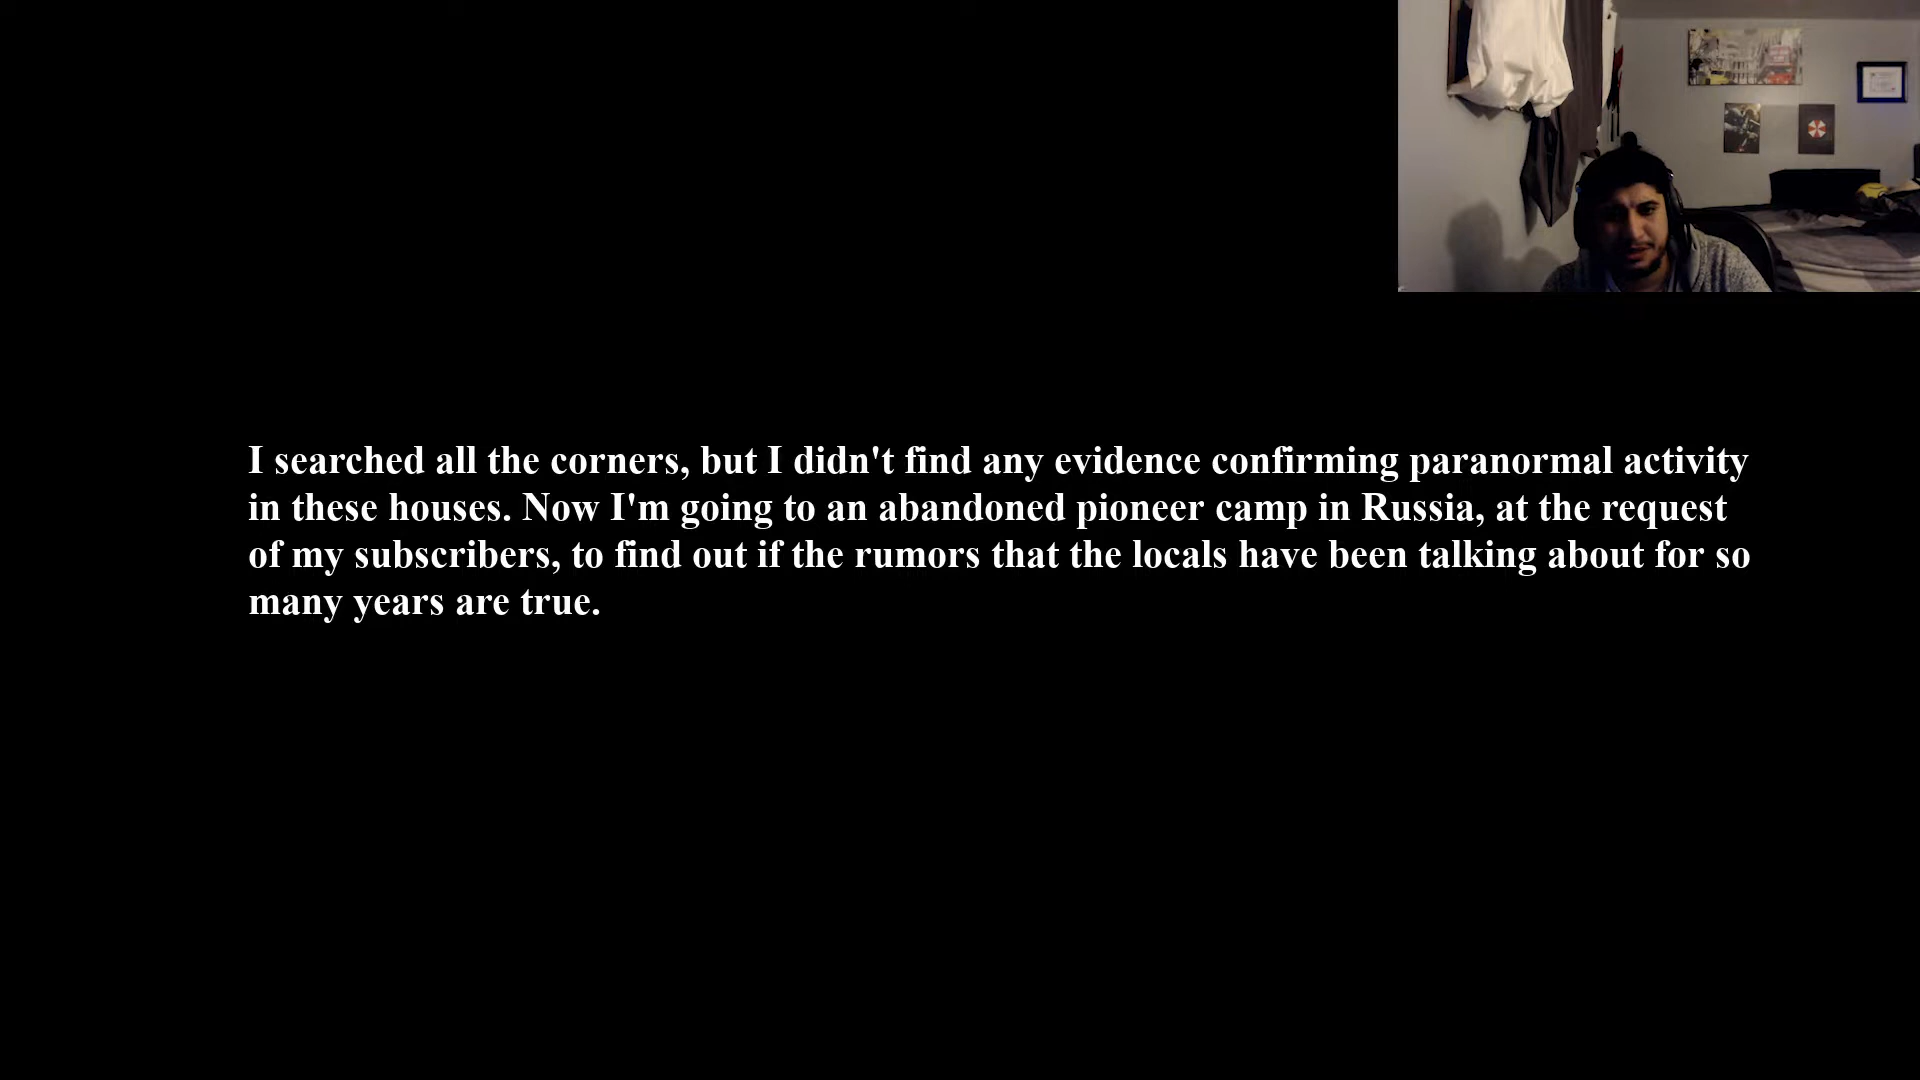 I searched all the corners, but I didn't find any evidence confirming paranormal activity
in these houses. Now I'm going to an abandoned pioneer camp in Russia, at the request
of my subscribers, to find out if the rumors that the locals have been talking about for so
many years are true.